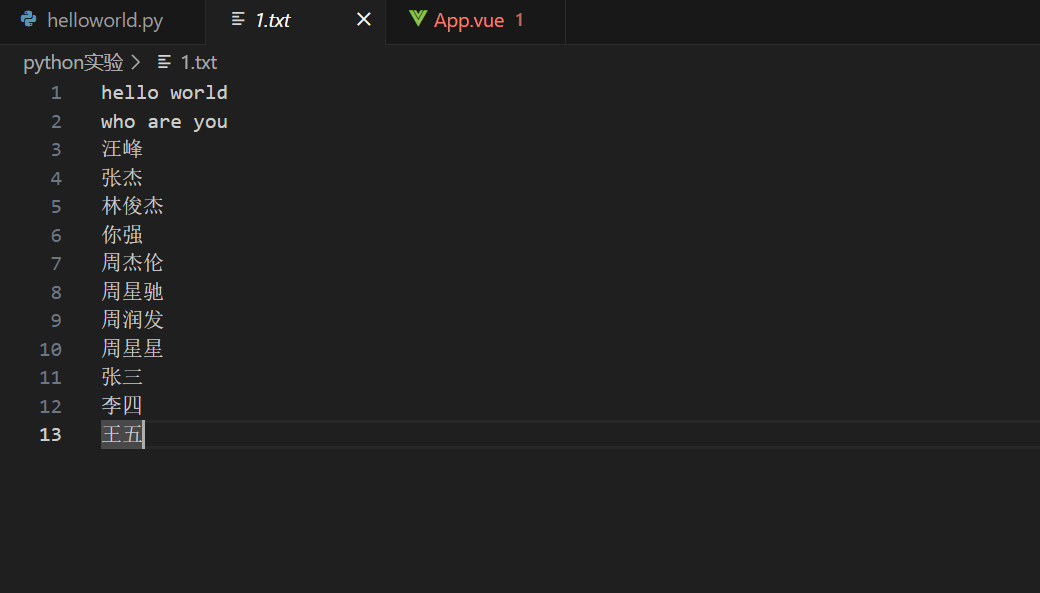 helloworld.py 1.txt App.vue 1
python实验 1.txt
1 hello world
2 who are you
3 汪峰
4 张杰
5 林俊杰
6 你强
7 周杰伦
8 周星驰
9 周润发
10 周星星
11 张三
12 李四
13 王五